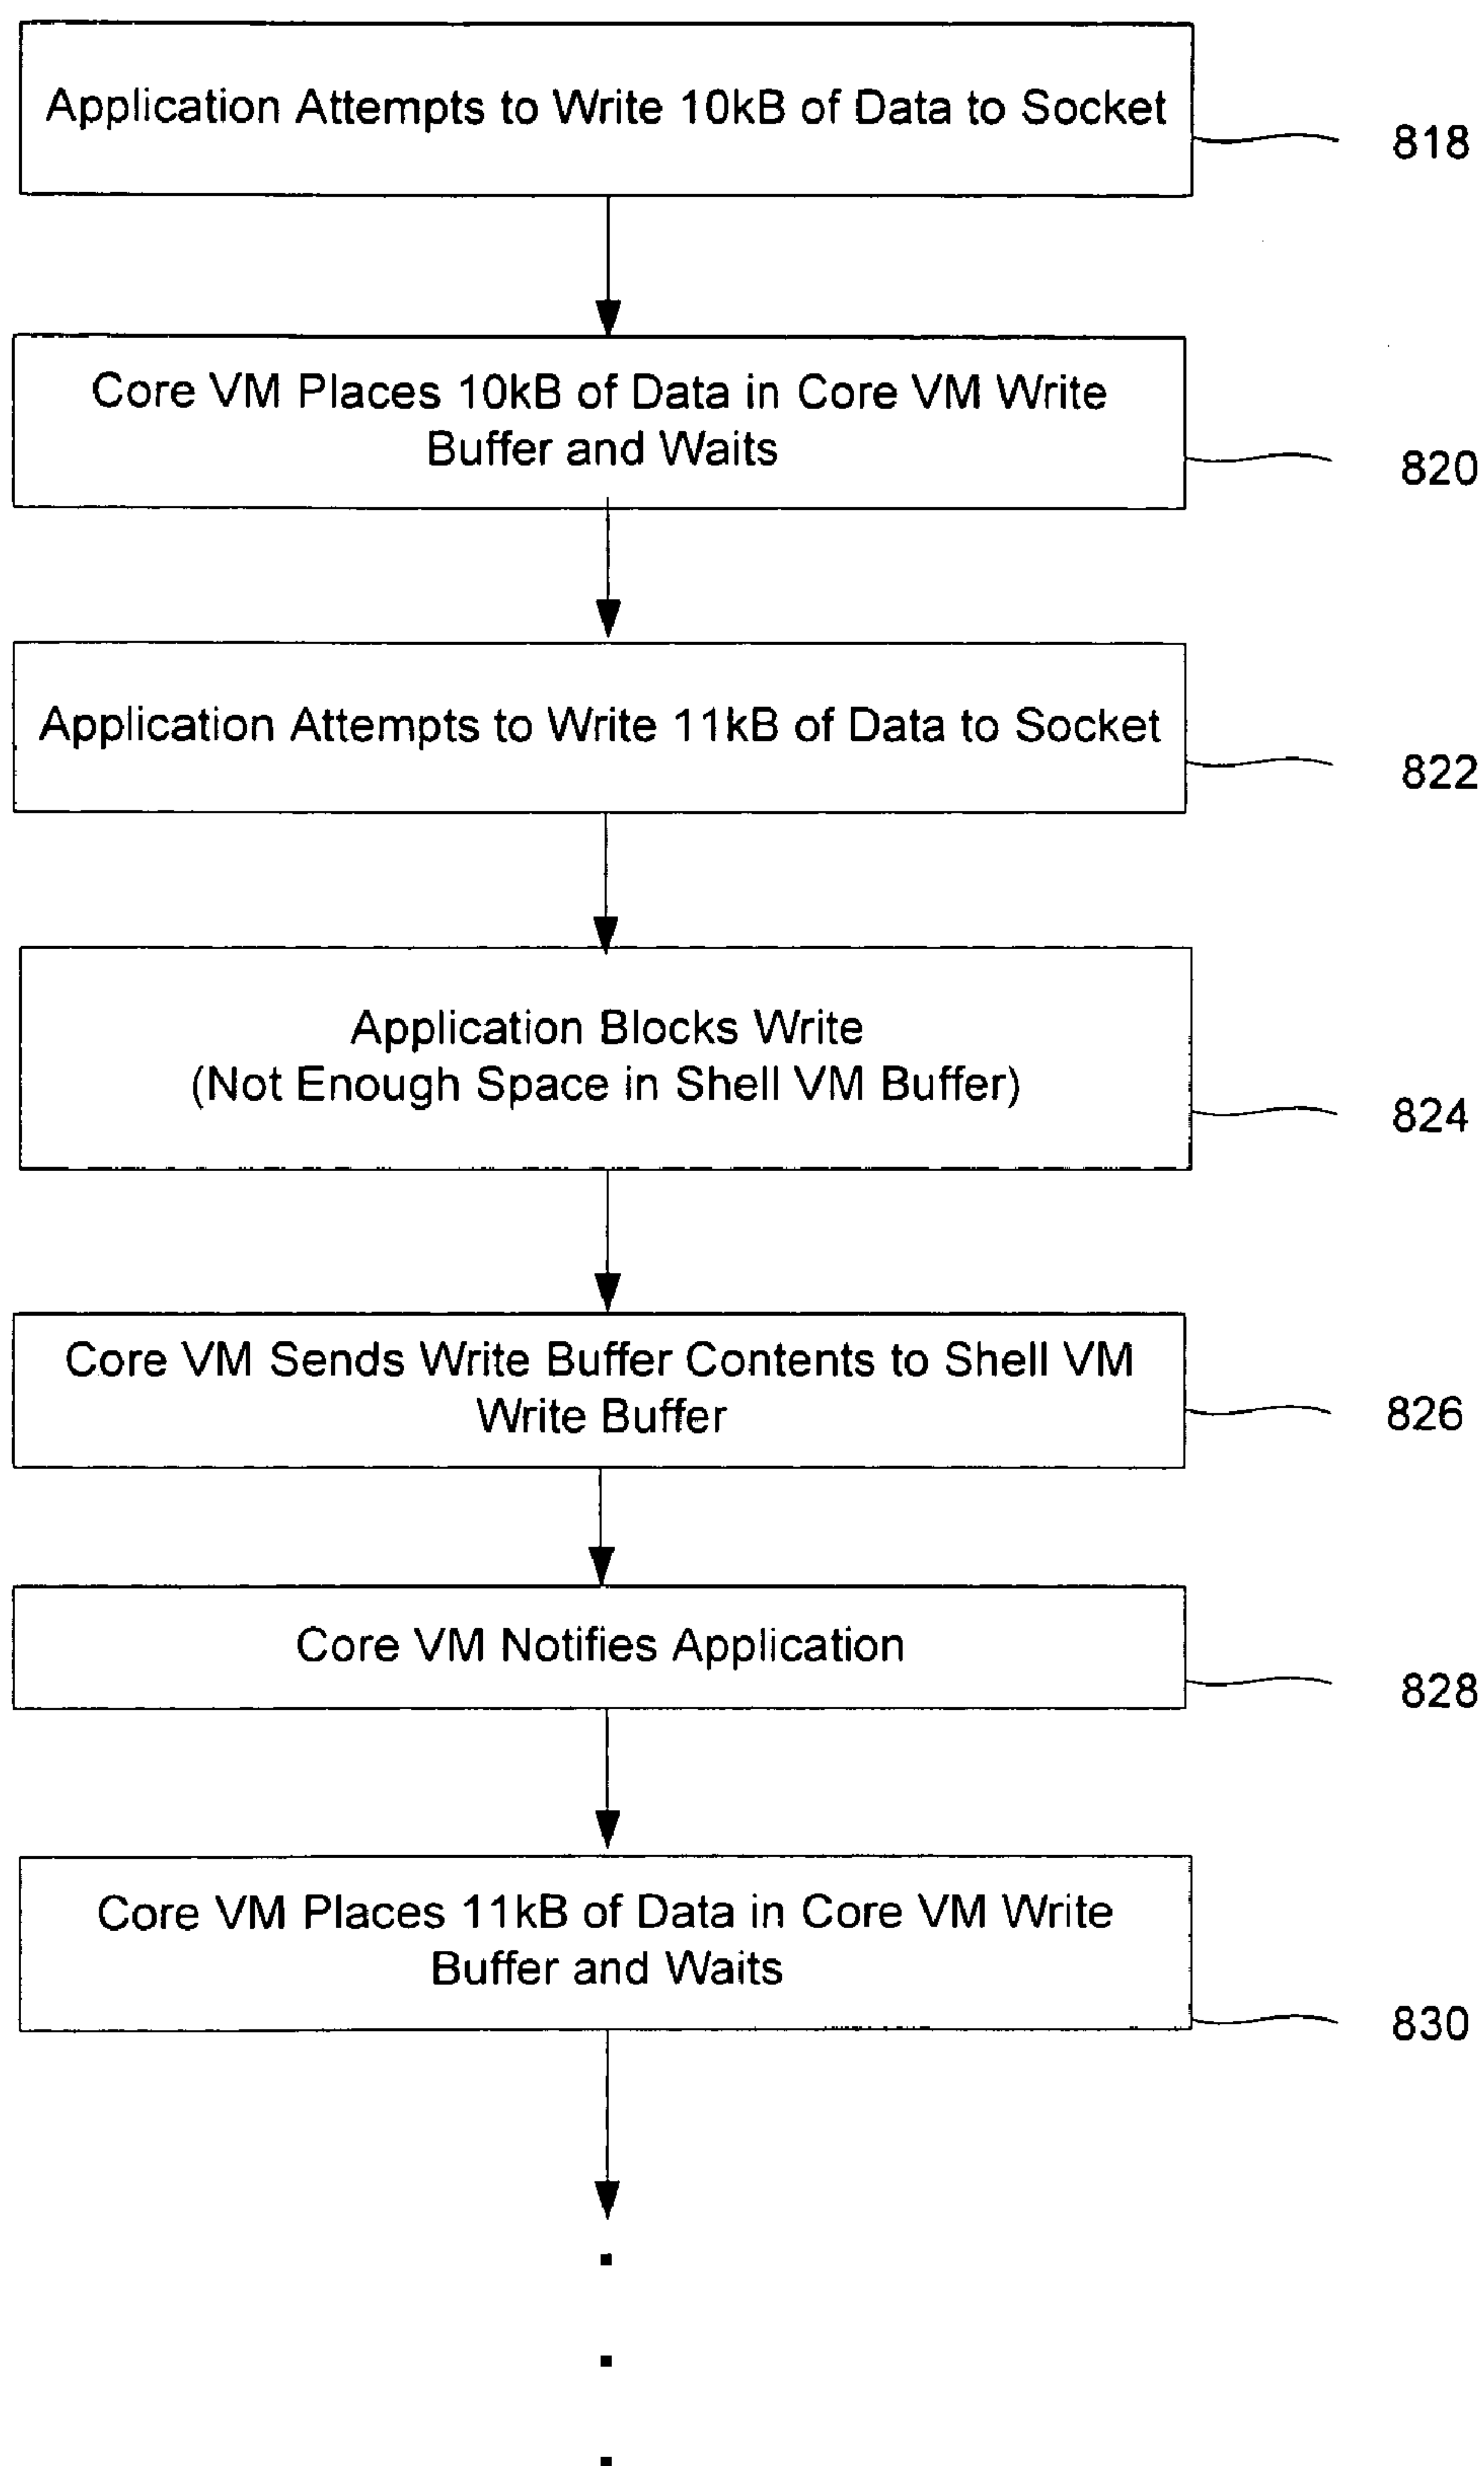 Application Attempts to Write 10kB of Data to Socket
818
Core VM Places 10kB of Data in Core VM Write
Buffer and Waits
820
Application Attempts to Write 11kB of Data to Socket
822
Application Blocks Write
(Not Enough Space in Shell VM Buffer)
824
Core VM Sends Write Buffer Contents to Shell VM
Write Buffer
826
Core VM Notifies Application
828
Core VM Places 11kB of Data in Core VM Write
Buffer and Waits
830